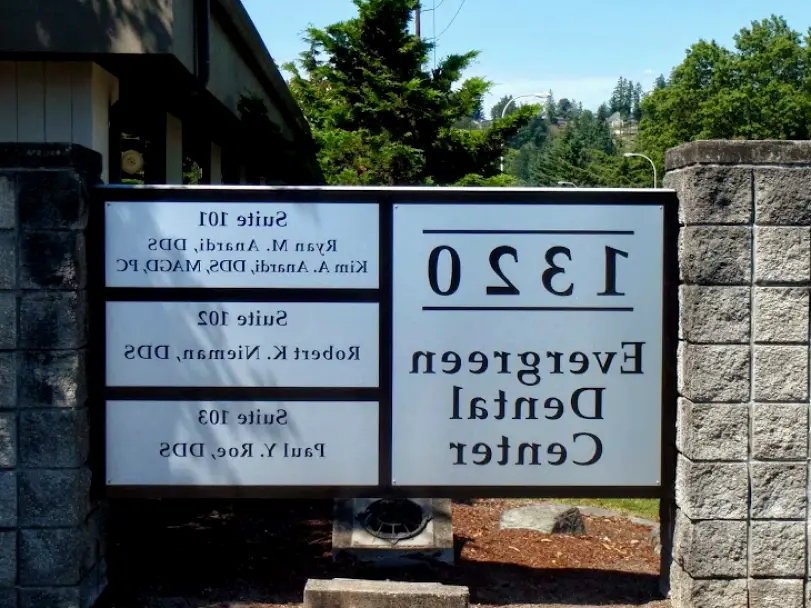 1320
Evergreen
Dental
Center
Suite 101
Ryan M. Anardi, DDS
Kim A. Anardi, DDS, MAGD, PC
Suite 102
Robert K. Nieman, DDS
Suite 103
Paul Y. Roe, DDS